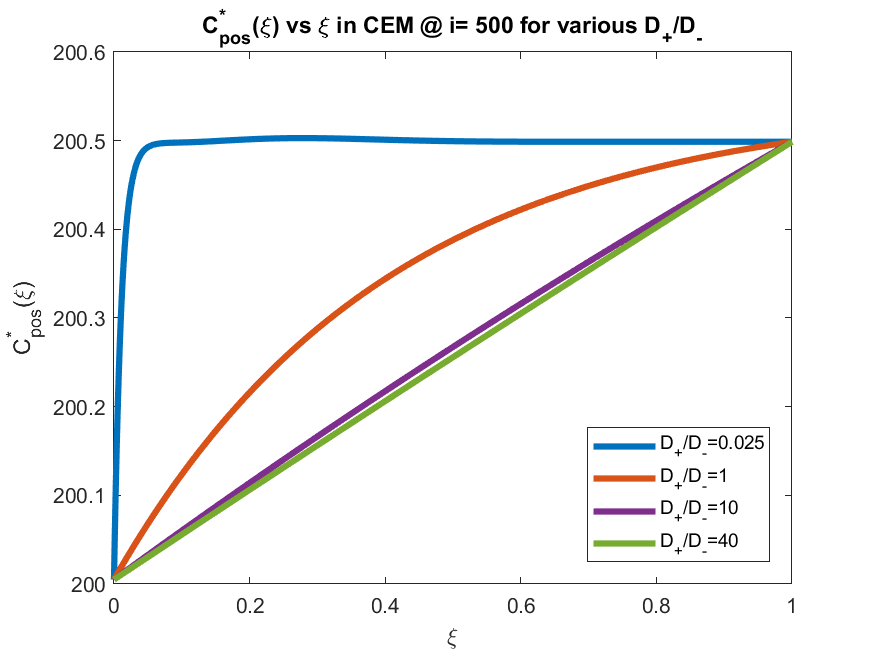 C*pos(ξ) vs ξ in CEM @ i= 500 for various D+/D-
200.6
200.5
200.4
200.3
200.2
200.1
200
C*pos(ξ)
0 0.2 0.4 0.6 0.8 1
ξ
D+/D-=0.025
D+/D-=1
D+/D-=10
D+/D-=40